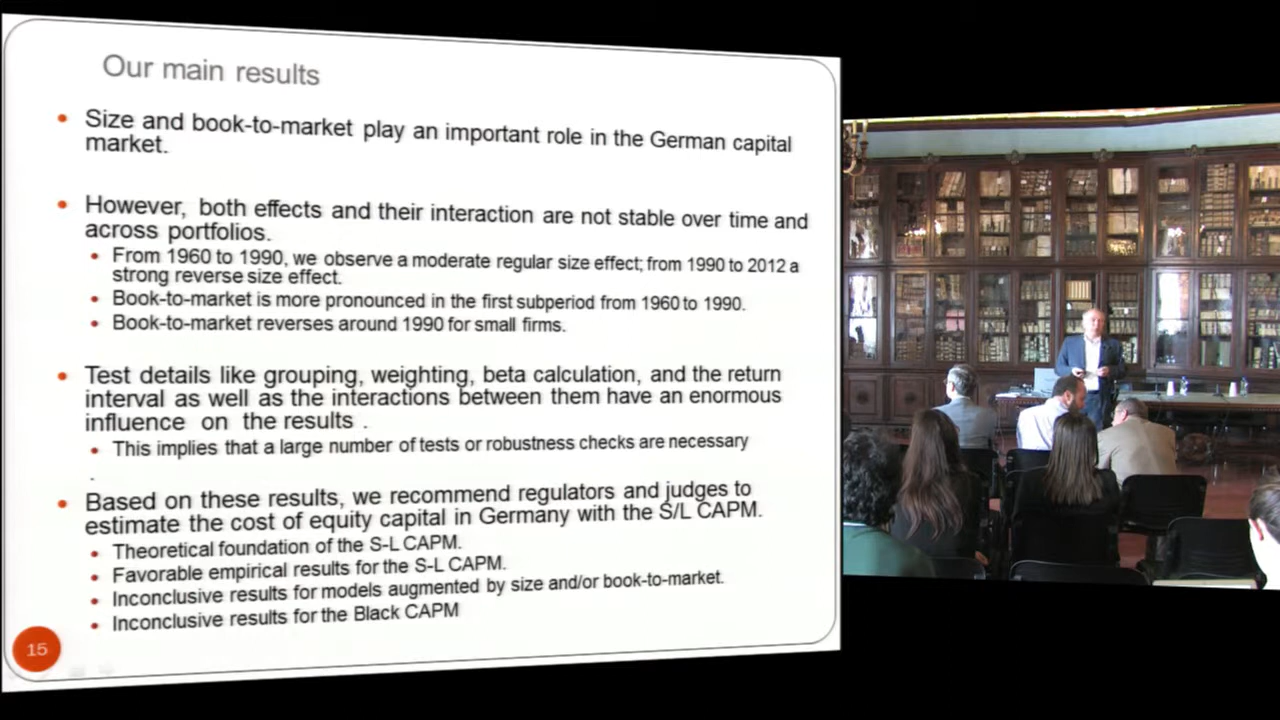 Our main results
• Size and book-to-market play an important role in the German capital
market.
• However, both effects and their interaction are not stable over time and
across portfolios.
• From 1960 to 1990, we observe a moderate regular size effect; from 1990 to 2012 a
strong reverse size effect.
• Book-to-market is more pronounced in the first subperiod from 1960 to 1990.
• Book-to-market reverses around 1990 for small firms.
• Test details like grouping, weighting, beta calculation, and the return
interval as well as the interactions between them have an enormous
influence on the results .
• This implies that a large number of tests or robustness checks are necessary
.
• Based on these results, we recommend regulators and judges to
estimate the cost of equity capital in Germany with the S/L CAPM.
• Theoretical foundation of the S-L CAPM.
• Favorable empirical results for the S-L CAPM.
• Inconclusive results for models augmented by size and/or book-to-market.
• Inconclusive results for the Black CAPM
15